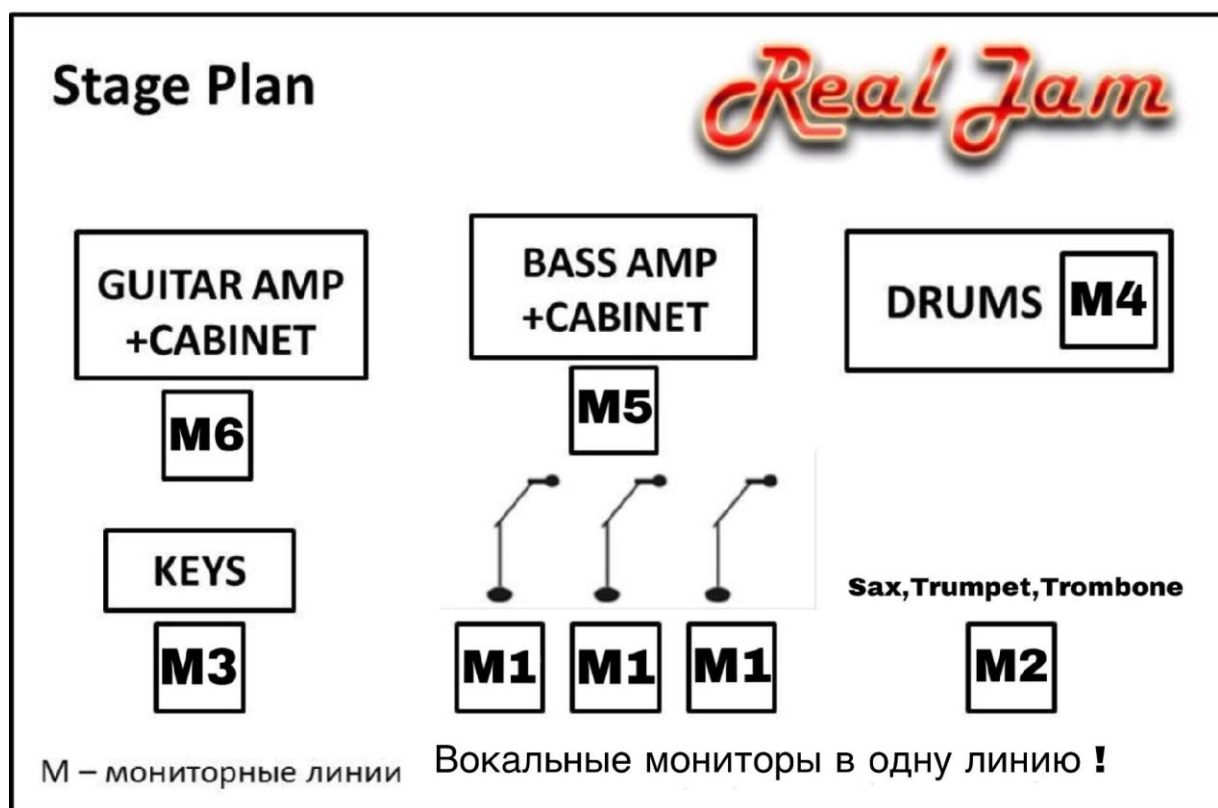 Stage Plan
Real Jam
GUITAR AMP
+CABINET
BASS AMP
+CABINET
DRUMS
M4
M6
M5
KEYS
Sax,Trumpet,Trombone
M3
M1
M1
M1
M2
М – мониторные линии
Вокальные мониторы в одну линию !